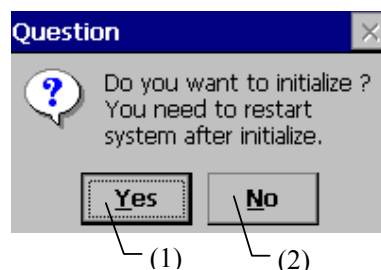 Question
Do you want to initialize ?
You need to restart
system after initialize.
Yes No
(1) (2)